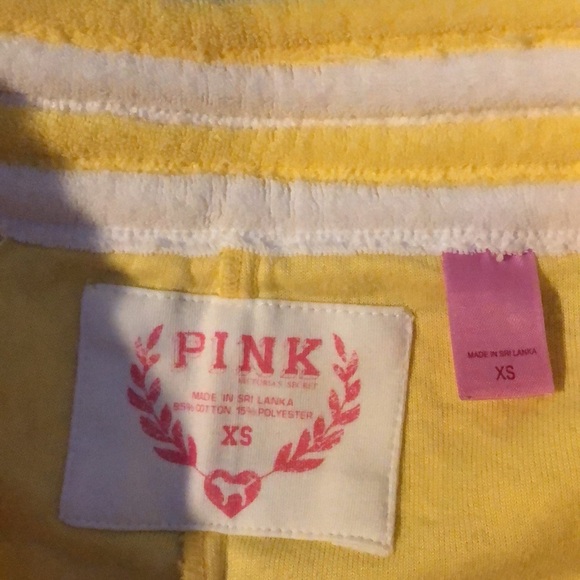 PINK
VICTORIA'S SECRET
MADE IN SRI LANKA
85% COTTON 15% POLYESTER
XS
MADE IN SRI LANKA
XS